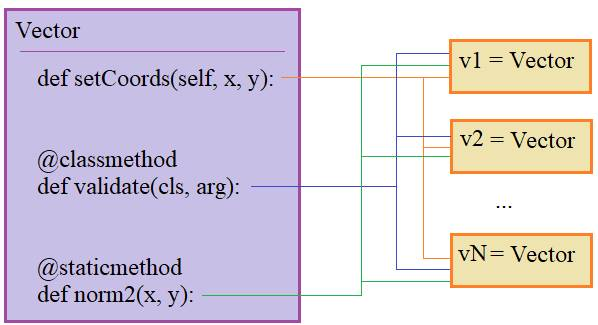 Vector
def setCoords(self, x, y):
@classmethod
def validate(cls, arg):
@staticmethod
def norm2(x, y):
v1 = Vector
v2 = Vector
...
vN= Vector